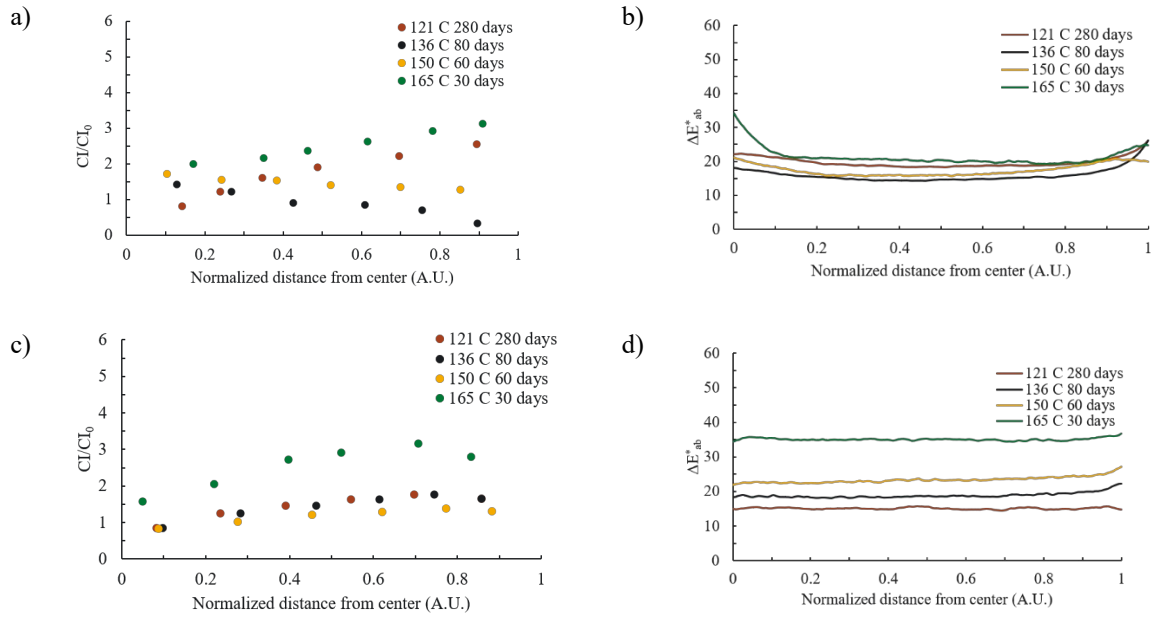 a)
6
5
4
3
2
1
0
CI/CI0
0
0.2
0.4
0.6
0.8
1
Normalized distance from center (A.U.)
121 C 280 days
136 C 80 days
150 C 60 days
165 C 30 days
b)
60
50
40
30
20
10
0
ΔE*ab
0
0.2
0.4
0.6
0.8
1
Normalized distance from center (A.U.)
121 C 280 days
136 C 80 days
150 C 60 days
165 C 30 days
c)
6
5
4
3
2
1
0
CI/CI0
0
0.2
0.4
0.6
0.8
1
Normalized distance from center (A.U.)
121 C 280 days
136 C 80 days
150 C 60 days
165 C 30 days
d)
60
50
40
30
20
10
0
ΔE*ab
0
0.2
0.4
0.6
0.8
1
Normalized distance from center (A.U.)
121 C 280 days
136 C 80 days
150 C 60 days
165 C 30 days